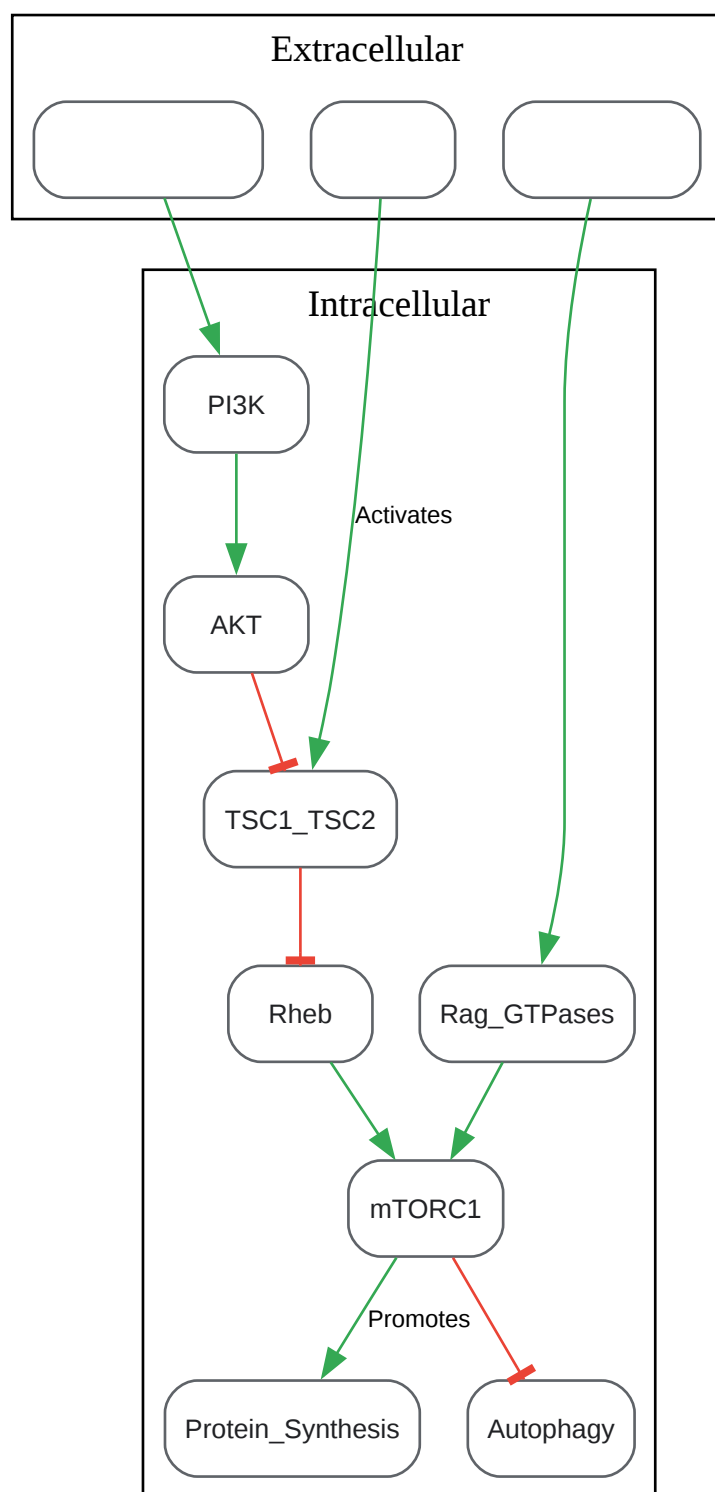 Extracellular
Intracellular
PI3K
Activates
AKT
TSC1_TSC2
Rheb
Rag_GTPases
mTORC1
Promotes
Protein_Synthesis
Autophagy